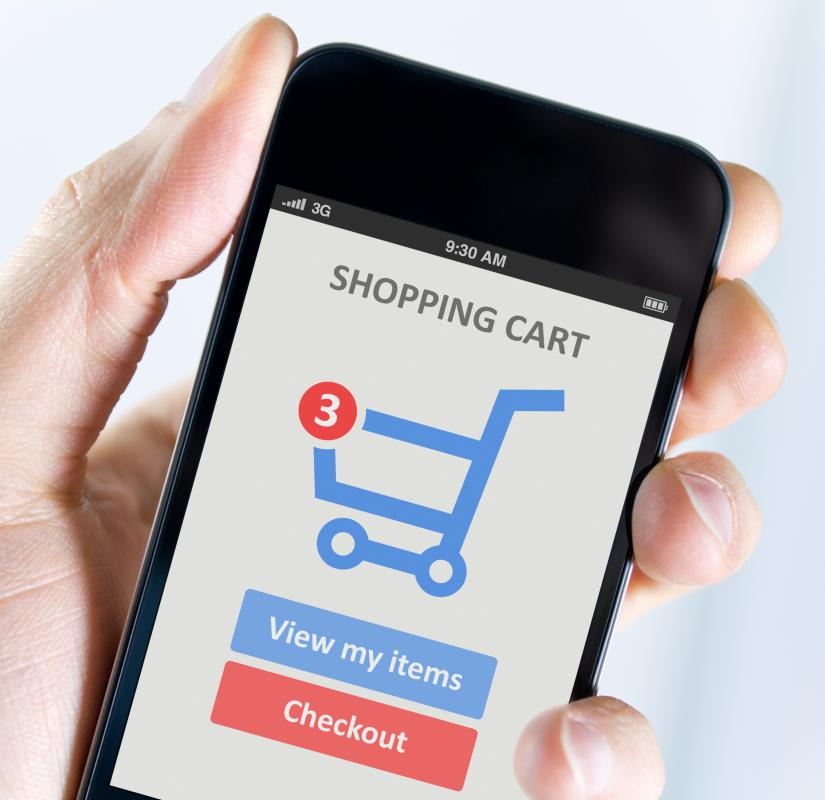 3G
9:30 AM
SHOPPING CART
3
View my items
Checkout